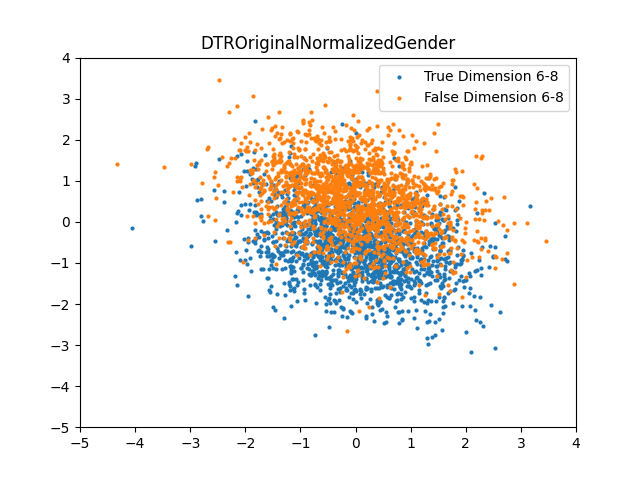 DTROriginalNormalizedGender
True Dimension 6-8
False Dimension 6-8
4
3
2
1
0
−1
−2
−3
−4
−5
−5 −4 −3 −2 −1 0 1 2 3 4